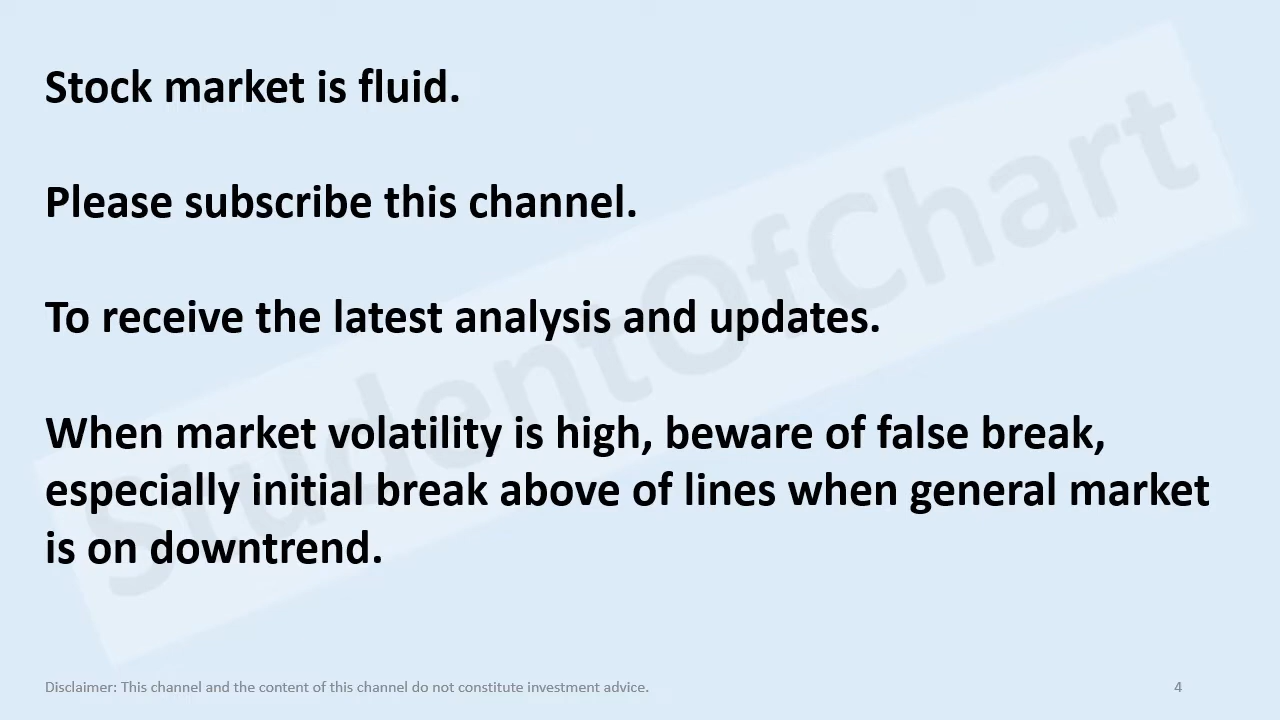 Stock market is fluid.
Please subscribe this channel.
To receive the latest analysis and updates.
When market volatility is high, beware of false break,
especially initial break above of lines when general market
is on downtrend.
StudentOfChart
Disclaimer: This channel and the content of this channel do not constitute investment advice.
4